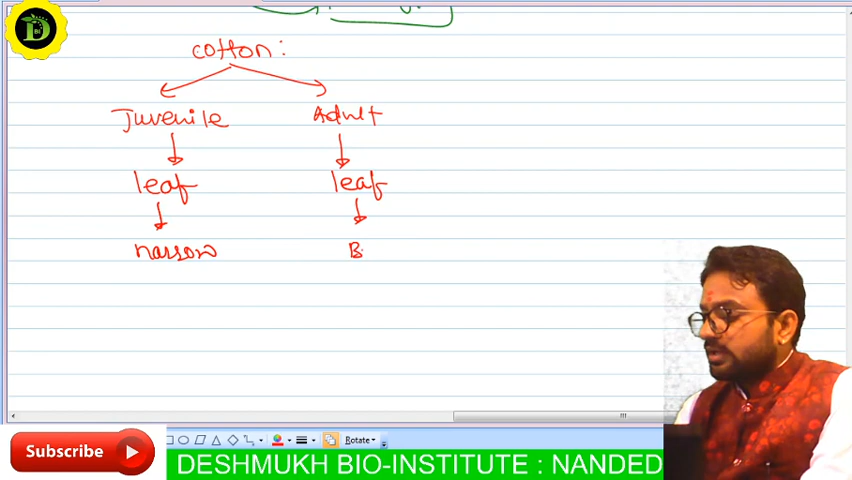 cotton:
Juvenile Adult
leaf leaf
narrow B
Subscribe
Rotate
DESHMUKH BIO-INSTITUTE : NANDED